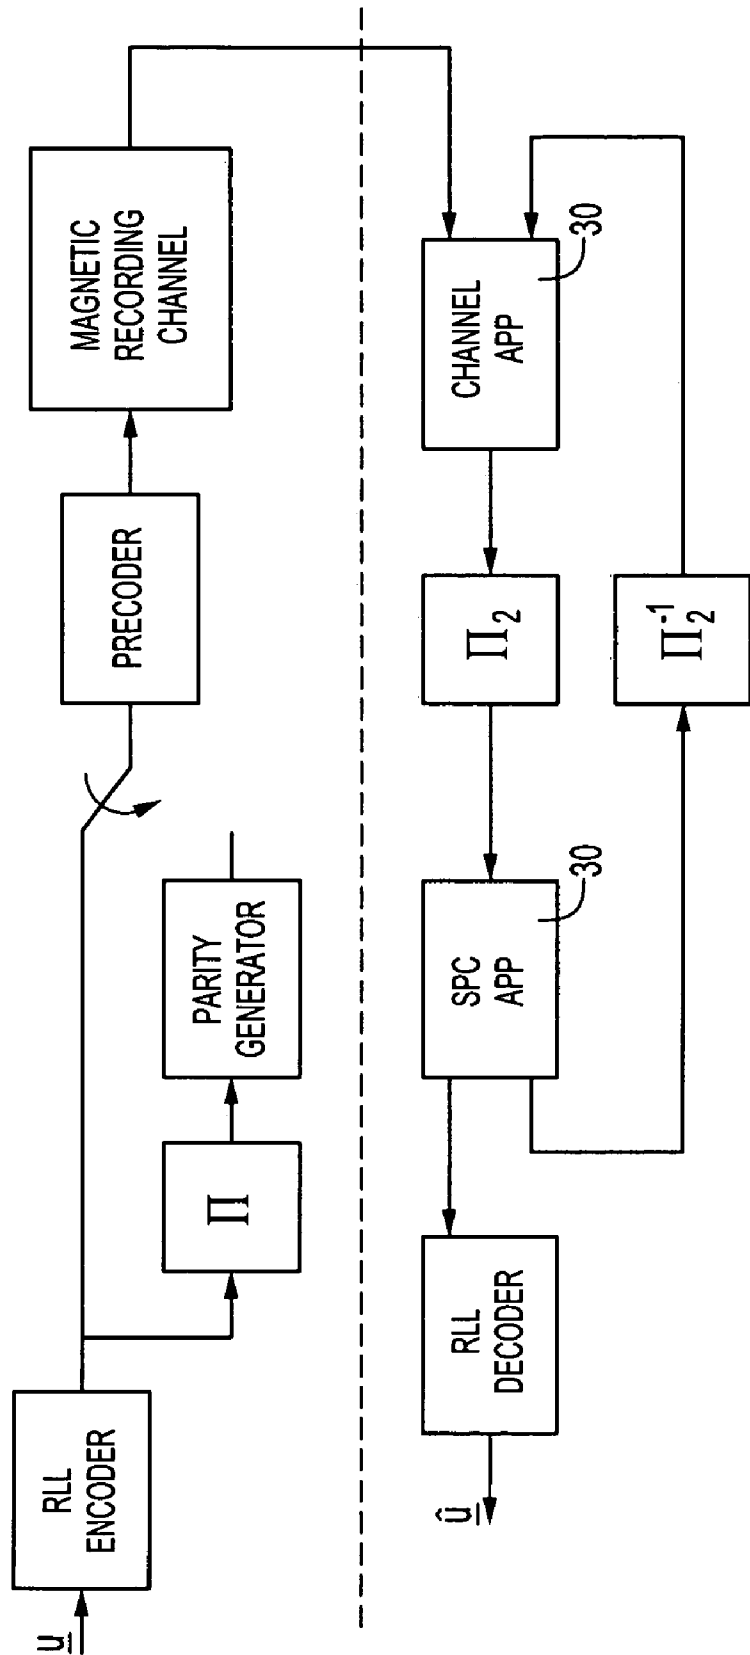 u
RLL
ENCODER
Π
PARITY
GENERATOR
PRECODER
MAGNETIC
RECORDING
CHANNEL
û
RLL
DECODER
SPC
APP
30
Π₂
CHANNEL
APP
30
Π₂⁻¹